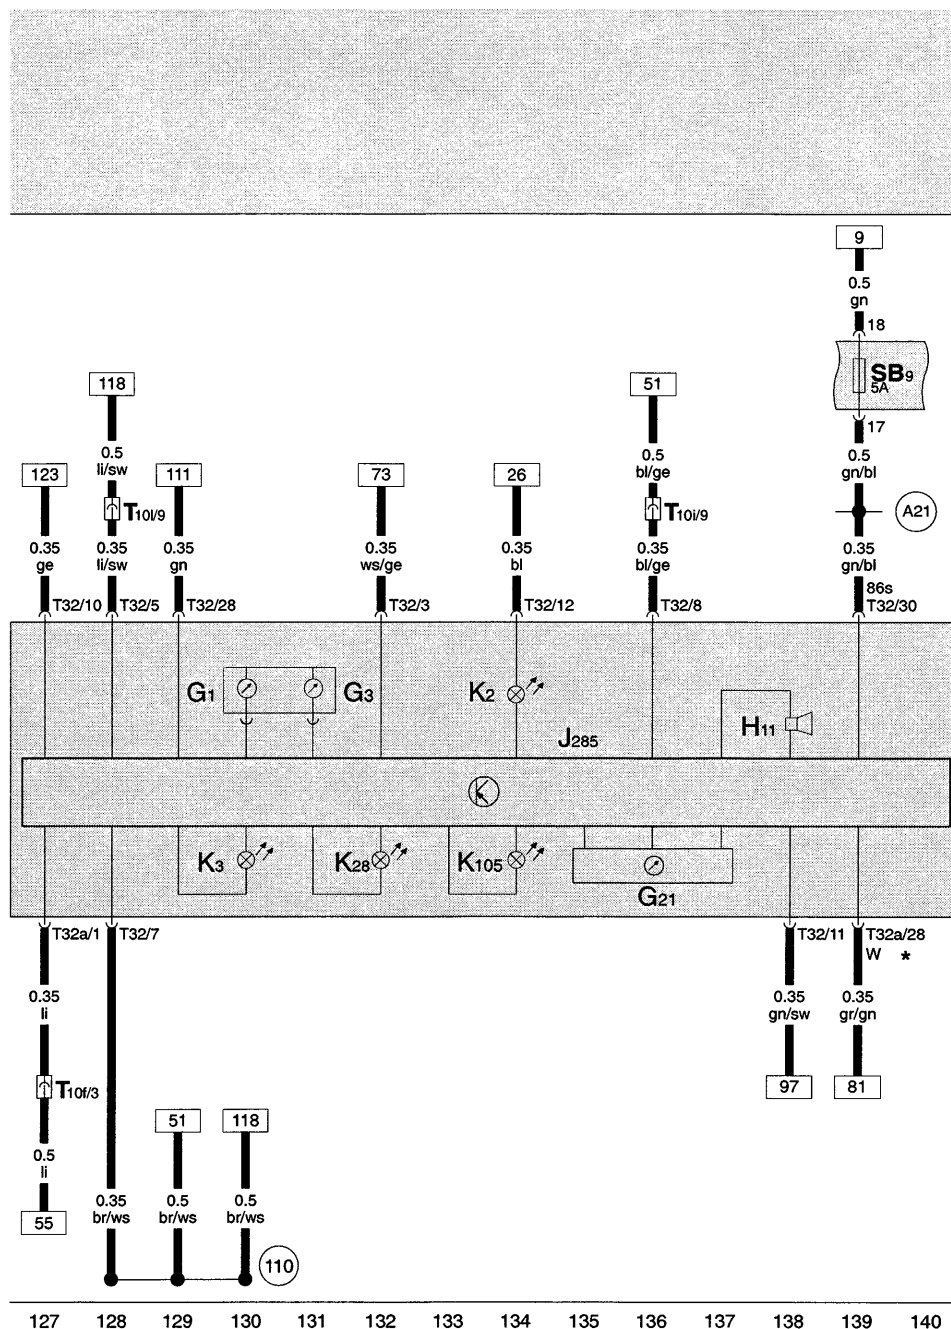 9
0.5
gn
18
SB9
5A
17
118
51
0.5
li/sw
0.5
bl/ge
0.5
gn/bl
123
111
73
26
T10l/9
T10i/9
A21
0.35
ge
0.35
li/sw
0.35
gn
0.35
ws/ge
0.35
bl
0.35
bl/ge
0.35
gn/bl
86s
T32/10
T32/5
T32/28
T32/3
T32/12
T32/8
T32/30
G1
G3
K2
H11
J285
K3
K28
K105
G21
T32a/1
T32/7
T32/11
T32a/28
W *
0.35
li
0.35
gn/sw
0.35
gr/gn
T10f/3
97
81
51
118
0.5
li
0.35
br/ws
0.5
br/ws
0.5
br/ws
55
110
127 128 129 130 131 132 133 134 135 136 137 138 139 140